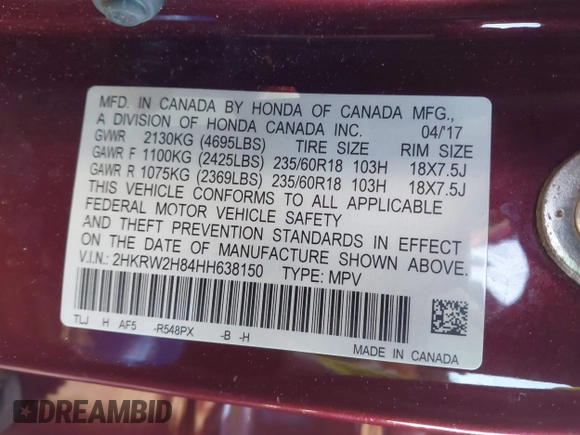 MFD. IN CANADA BY HONDA OF CANADA MFG.,
A DIVISION OF HONDA CANADA INC. 04/'17
GVWR 2130KG (4695LBS) TIRE SIZE RIM SIZE
GAWR F 1100KG (2425LBS) 235/60R18 103H 18X7.5J
GAWR R 1075KG (2369LBS) 235/60R18 103H 18X7.5J
THIS VEHICLE CONFORMS TO ALL APPLICABLE
FEDERAL MOTOR VEHICLE SAFETY
AND THEFT PREVENTION STANDARDS IN EFFECT
ON THE DATE OF MANUFACTURE SHOWN ABOVE.
V.I.N.: 2HKRW2H84HH638150 TYPE: MPV
TLJ H AF5 -R548PX -B -H
MADE IN CANADA
DREAMBID